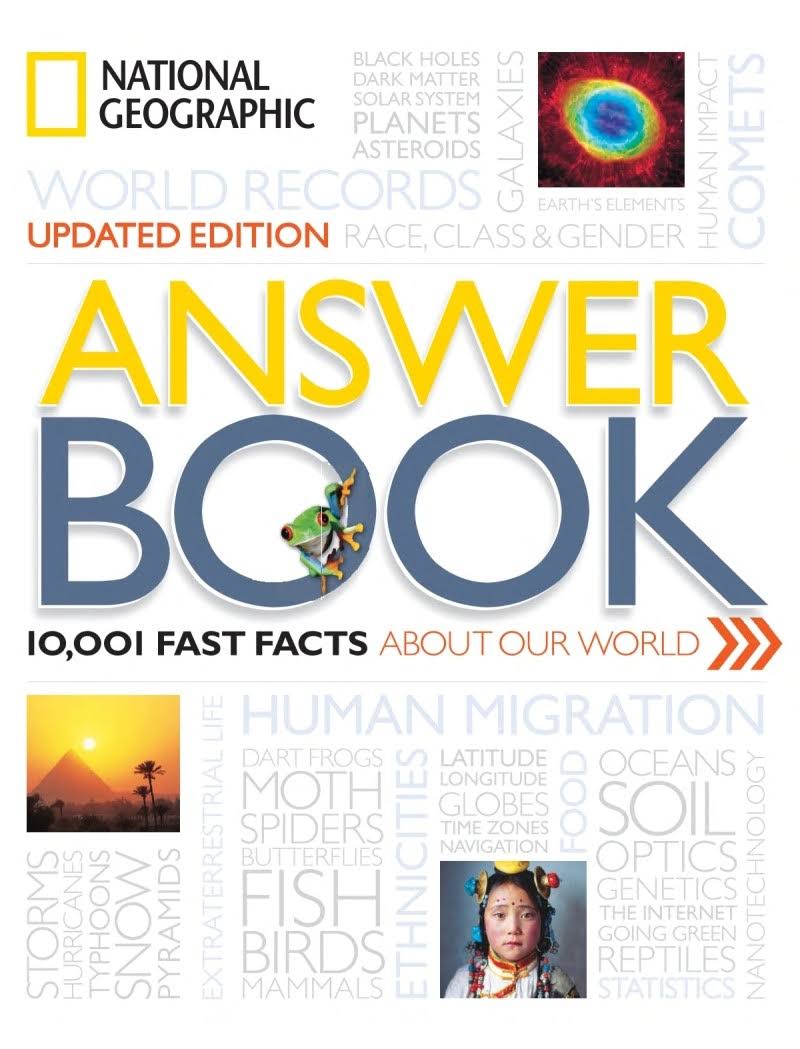 NATIONAL
GEOGRAPHIC
BLACK HOLES
DARK MATTER
SOLAR SYSTEM
PLANETS
ASTEROIDS
GALAXIES
EARTH'S ELEMENTS
HUMAN IMPACT
COMETS
WORLD RECORDS
UPDATED EDITION
RACE, CLASS & GENDER
ANSWER
BOOK
10,001 FAST FACTS ABOUT OUR WORLD
HUMAN MIGRATION
EXTRATERRESTRIAL LIFE
STORMS
HURRICANES
TYPHOONS
SNOW
PYRAMIDS
DART FROGS
MOTH
SPIDERS
BUTTERFLIES
FISH
BIRDS
MAMMALS
ETHNICITIES
LATITUDE
LONGITUDE
GLOBES
TIME ZONES
NAVIGATION
FOOD
OCEANS
SOIL
OPTICS
GENETICS
THE INTERNET
GOING GREEN
REPTILES
STATISTICS
NANOTECHNOLOGY